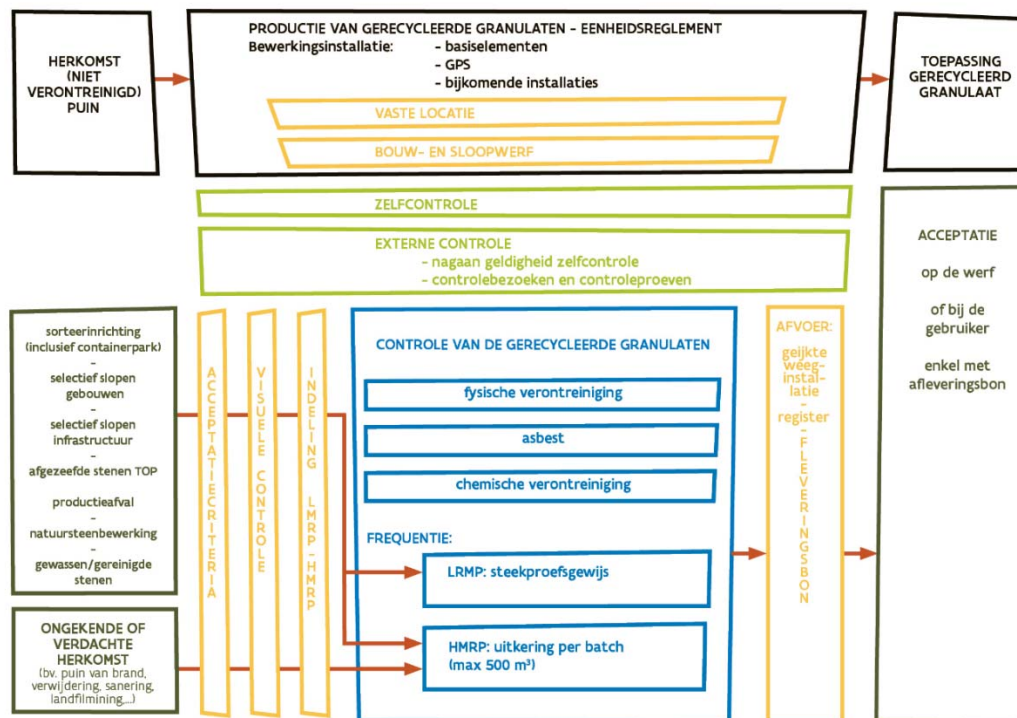 HERKOMST
(NIET
VERONTREINIGD)
PUIN
PRODUCTIE VAN GERECYCLEERDE GRANULATEN - EENHEIDSREGLEMENT
Bewerkingsinstallatie: - basiselementen
- GPS
- bijkomende installaties
VASTE LOCATIE
BOUW- EN SLOOPWERF
TOEPASSING
GERECYCLEERD
GRANULAAT
ZELFCONTROLE
EXTERNE CONTROLE
- nagaan geldigheid zelfcontrole
- controlebezoeken en controleproeven
sorteerinrichting
(inclusief containerpark)
–
selectief slopen
gebouwen
–
selectief slopen
infrastructuur
–
afgezeefde stenen TOP
productieafval
–
natuursteenbewerking
–
gewassen/gereinigde
stenen
ONGEKENDE OF
VERDACHTE
HERKOMST
(bv. puin van brand,
verwijdering, sanering,
landfilmining,...)
ACCEPTATIECRITERIA
VISUELE CONTROLE
INDELING LMRP-HMRP
CONTROLE VAN DE GERECYCLEERDE GRANULATEN
fysische verontreiniging
asbest
chemische verontreiniging
FREQUENTIE:
LRMP: steekproefsgewijs
HMRP: uitkering per batch
(max 500 m³)
AFVOER:
geijkte
weeg-
instal-
latie
–
register
–
FLEVERINGSBON
ACCEPTATIE
op de werf
of bij de
gebruiker
enkel met
afleveringsbon